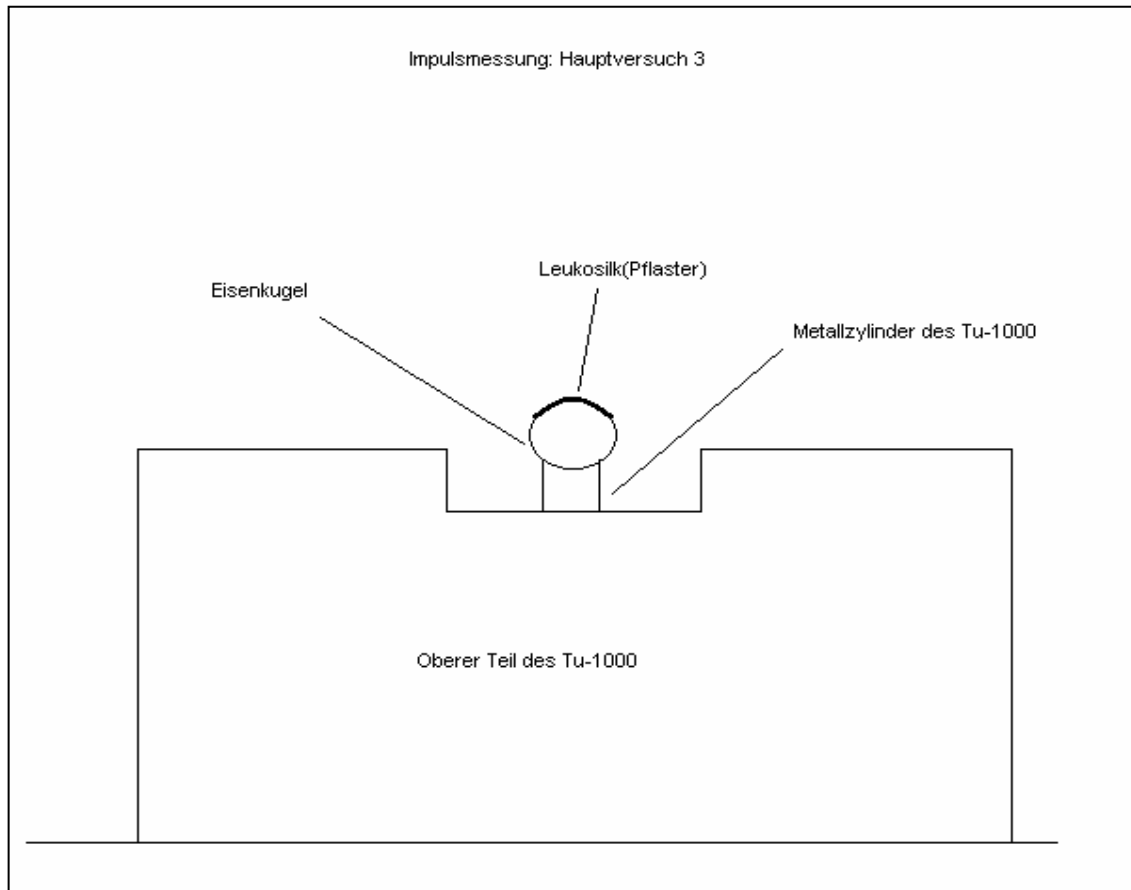 Impulsmessung: Hauptversuch 3
Leukosilk(Pflaster)
Eisenkugel
Metallzylinder des Tu-1000
Oberer Teil des Tu-1000